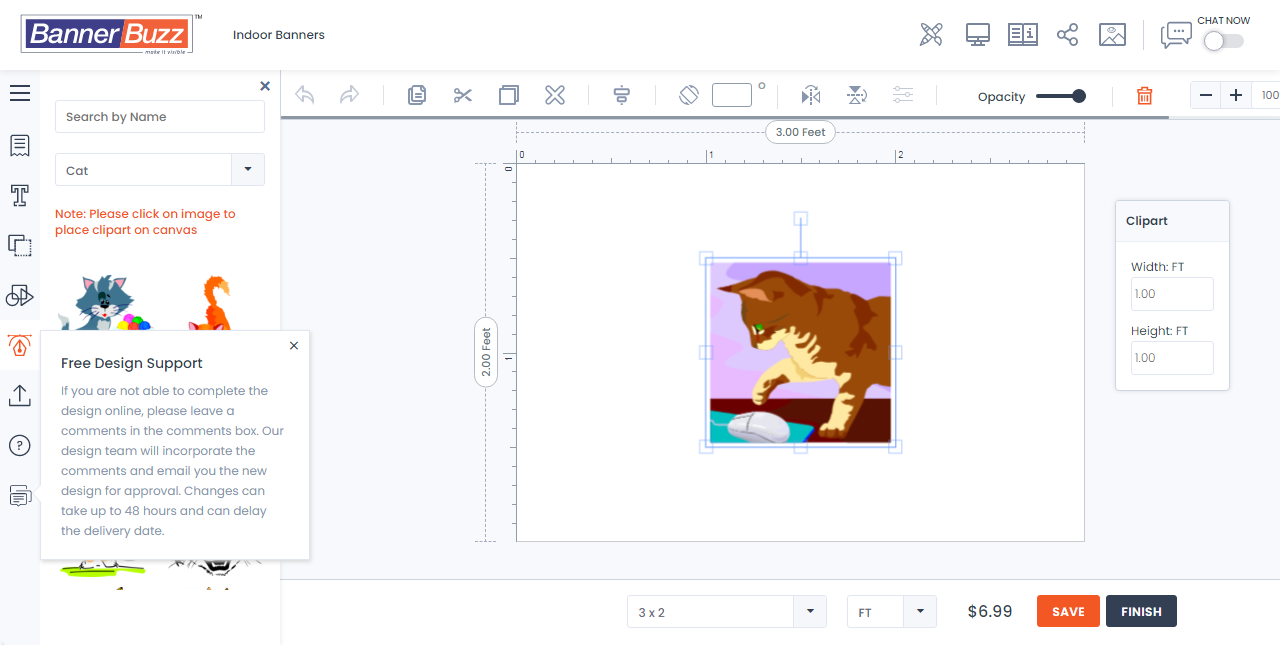 Banner Buzz
TM
make it visible
Indoor Banners
CHAT NOW
Opacity
100
Search by Name
Cat
Note: Please click on image to
place clipart on canvas
3.00 Feet
0
1
2
0
1
2.00 Feet
Clipart
Width: FT
1.00
Height: FT
1.00
Free Design Support
If you are not able to complete the
design online, please leave a
comments in the comments box. Our
design team will incorporate the
comments and email you the new
design for approval. Changes can
take up to 48 hours and can delay
the delivery date.
3 x 2
FT
$6.99
SAVE
FINISH